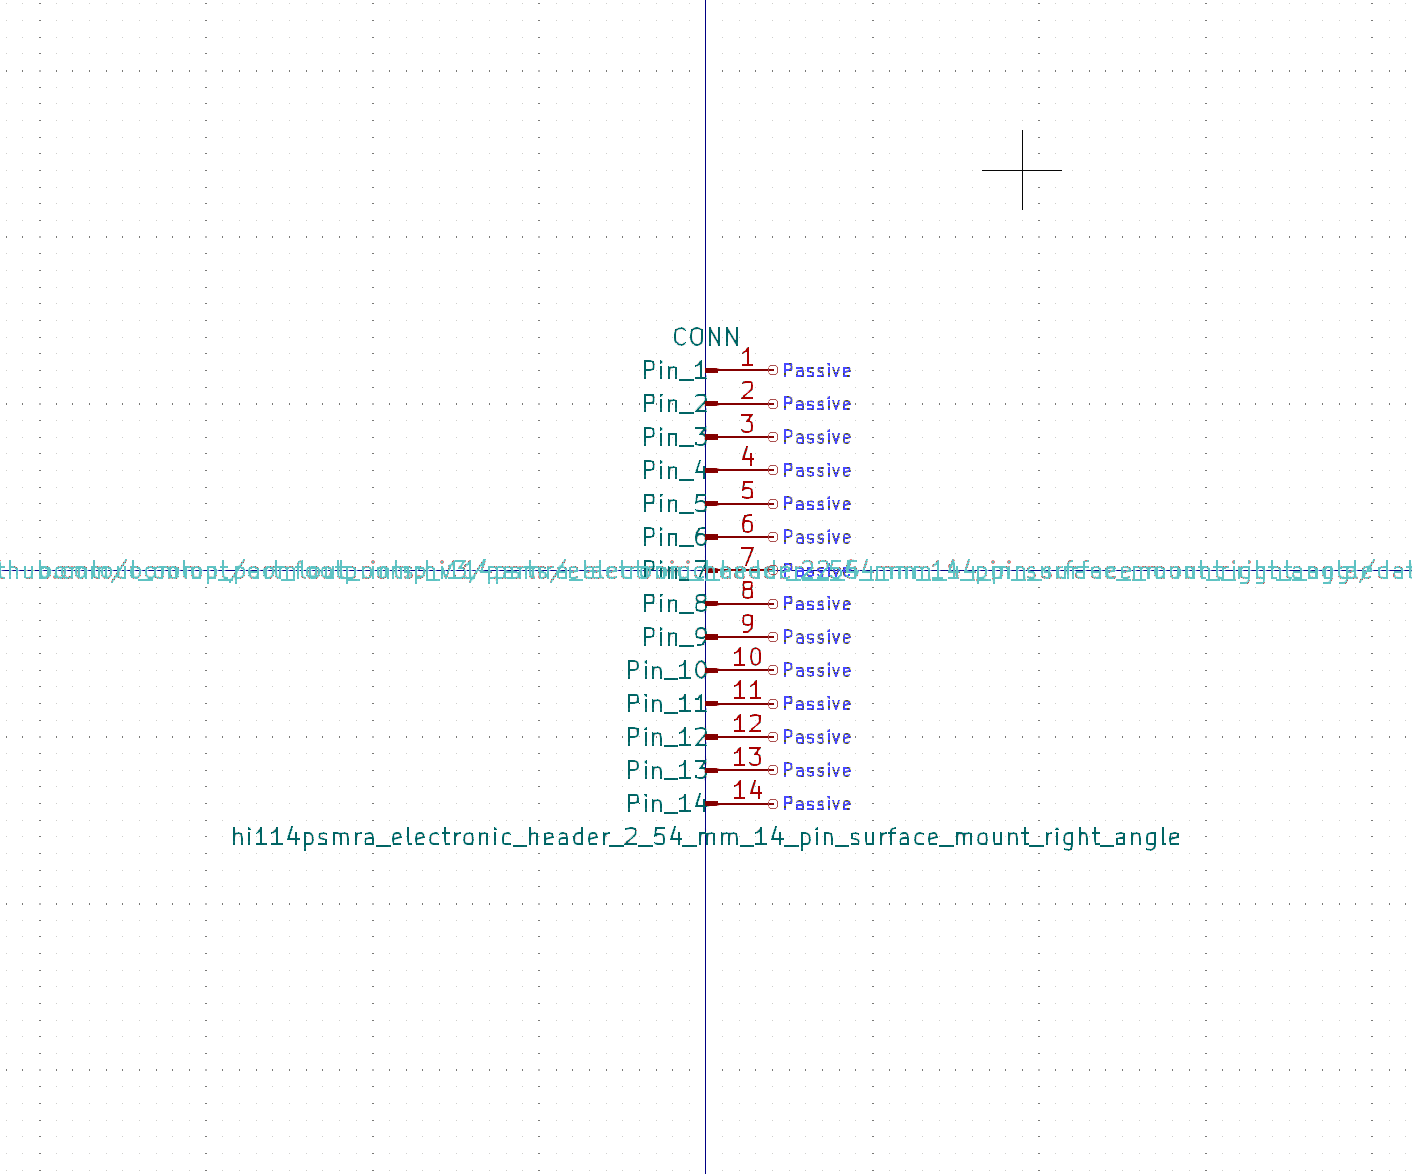 CONN
1
Pin_1 Passive
2
Pin_2 Passive
3
Pin_3 Passive
4
Pin_4 Passive
5
Pin_5 Passive
6
Pin_6 Passive
7
Pin_7 Passive
8
Pin_8 Passive
9
Pin_9 Passive
10
Pin_10 Passive
11
Pin_11 Passive
12
Pin_12 Passive
13
Pin_13 Passive
14
Pin_14 Passive
hi114psmra_electronic_header_2_54_mm_14_pin_surface_mount_right_angle